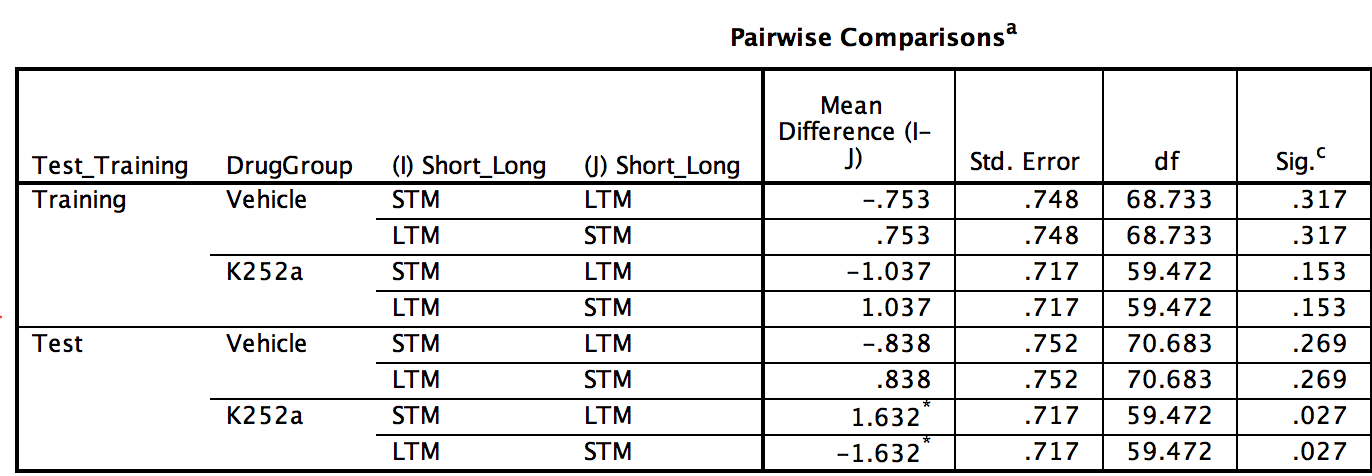 Pairwise Comparisonsa
Test_Training DrugGroup (I) Short_Long (J) Short_Long Mean Difference (I-J) Std. Error df Sig.c
Training Vehicle STM LTM -.753 .748 68.733 .317
LTM STM .753 .748 68.733 .317
K252a STM LTM -1.037 .717 59.472 .153
LTM STM 1.037 .717 59.472 .153
Test Vehicle STM LTM -.838 .752 70.683 .269
LTM STM .838 .752 70.683 .269
K252a STM LTM 1.632* .717 59.472 .027
LTM STM -1.632* .717 59.472 .027